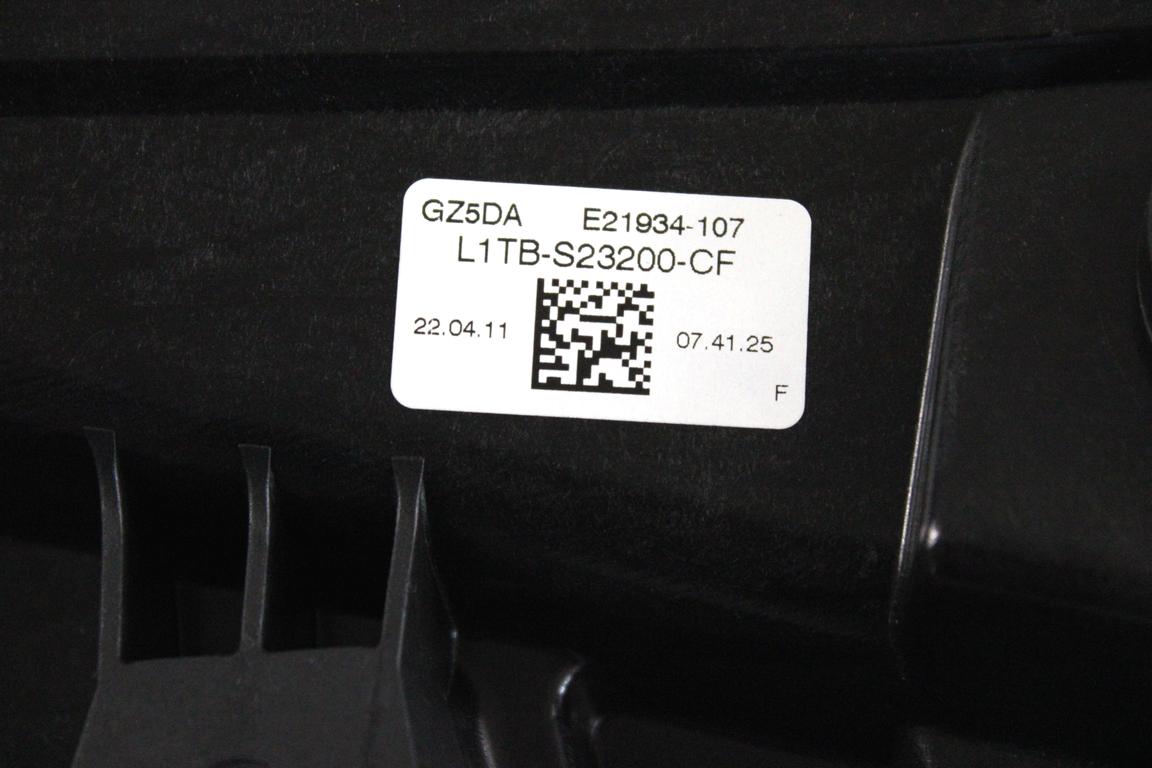 GZ5DA E21934-107
L1TB-S23200-CF
22.04.11 07.41.25
F